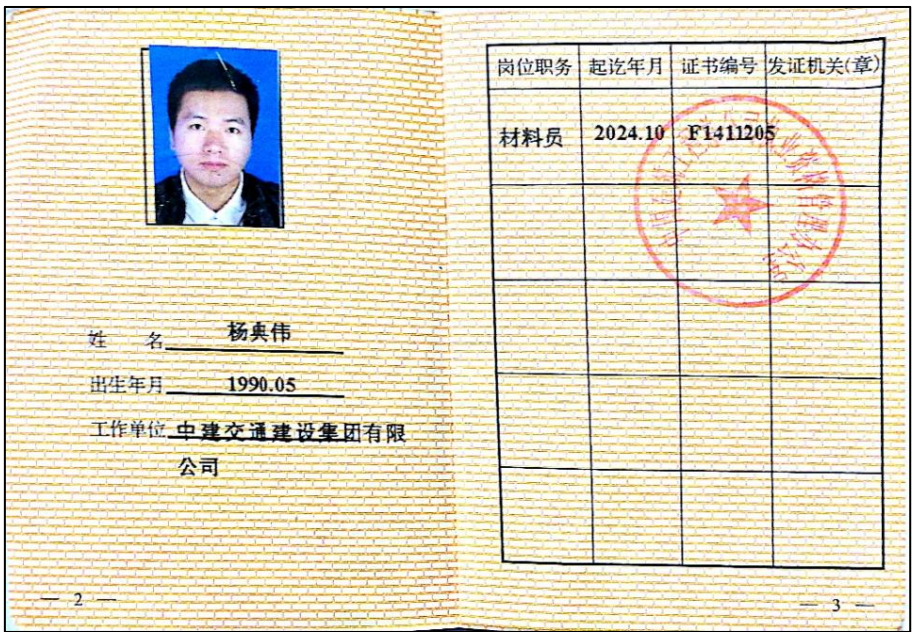 姓 名 杨典伟
出生年月 1990.05
工作单位 中建交通建设集团有限
公司
— 2 —
岗位职务 起讫年月 证书编号 发证机关(章)
材料员 2024.10 F1411205
— 3 —